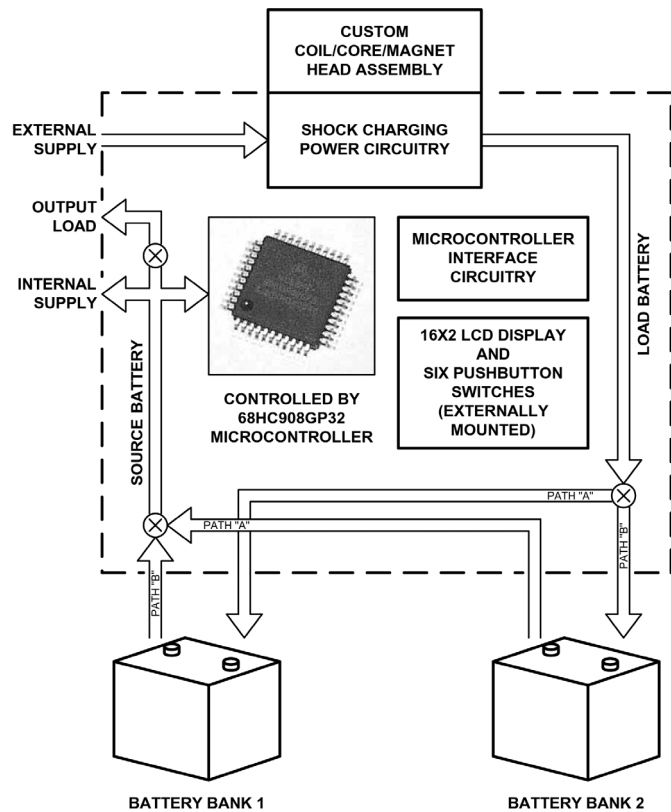 CUSTOM
COIL/CORE/MAGNET
HEAD ASSEMBLY
EXTERNAL
SUPPLY
SHOCK CHARGING
POWER CIRCUITRY
OUTPUT
LOAD
MICROCONTROLLER
INTERFACE
CIRCUITRY
LOAD BATTERY
INTERNAL
SUPPLY
16X2 LCD DISPLAY
AND
SIX PUSHBUTTON
SWITCHES
(EXTERNALLY
MOUNTED)
SOURCE BATTERY
CONTROLLED BY
68HC908GP32
MICROCONTROLLER
PATH "A"
PATH "A"
PATH "B"
PATH "B"
BATTERY BANK 1
BATTERY BANK 2